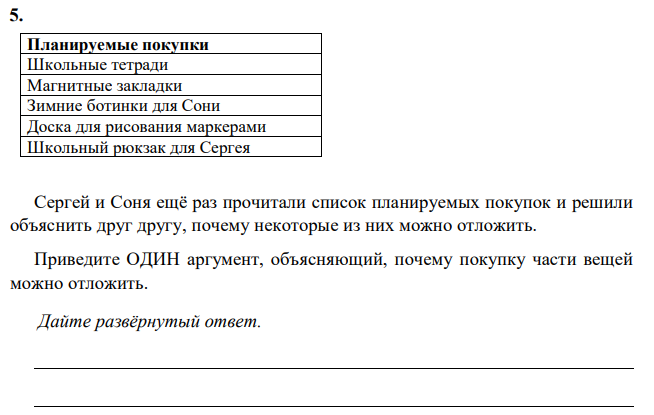 5.
Планируемые покупки
Школьные тетради
Магнитные закладки
Зимние ботинки для Сони
Доска для рисования маркерами
Школьный рюкзак для Сергея
Сергей и Соня ещё раз прочитали список планируемых покупок и решили
объяснить друг другу, почему некоторые из них можно отложить.
Приведите ОДИН аргумент, объясняющий, почему покупку части вещей
можно отложить.
Дайте развёрнутый ответ.